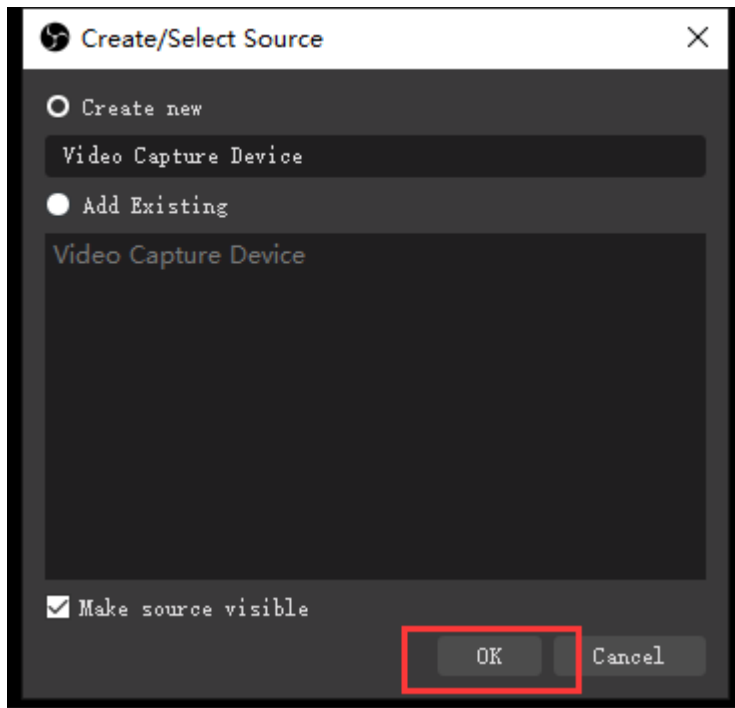 Create/Select Source
Create new
Video Capture Device
Add Existing
Video Capture Device
Make source visible
OK Cancel